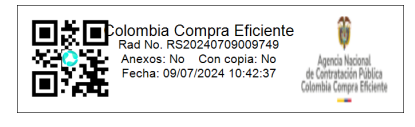 Colombia Compra Eficiente
Rad No. RS20240709009749
Anexos: No Con copia: No
Fecha: 09/07/2024 10:42:37
Agencia Nacional
de Contratación Pública
Colombia Compra Eficiente